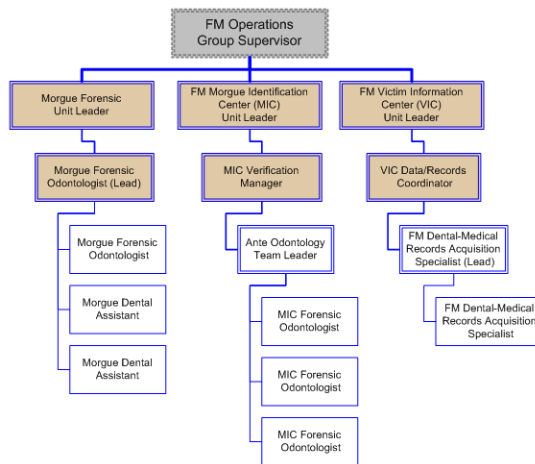 FM Operations
Group Supervisor
Morgue Forensic
Unit Leader
FM Morgue Identification
Center (MIC)
Unit Leader
FM Victim Information
Center (VIC)
Unit Leader
Morgue Forensic
Odontologist (Lead)
MIC Verification
Manager
VIC Data/Records
Coordinator
Morgue Forensic
Odontologist
Ante Odontology
Team Leader
FM Dental-Medical
Records Acquisition
Specialist (Lead)
Morgue Dental
Assistant
MIC Forensic
Odontologist
FM Dental-Medical
Records Acquisition
Specialist
Morgue Dental
Assistant
MIC Forensic
Odontologist
MIC Forensic
Odontologist